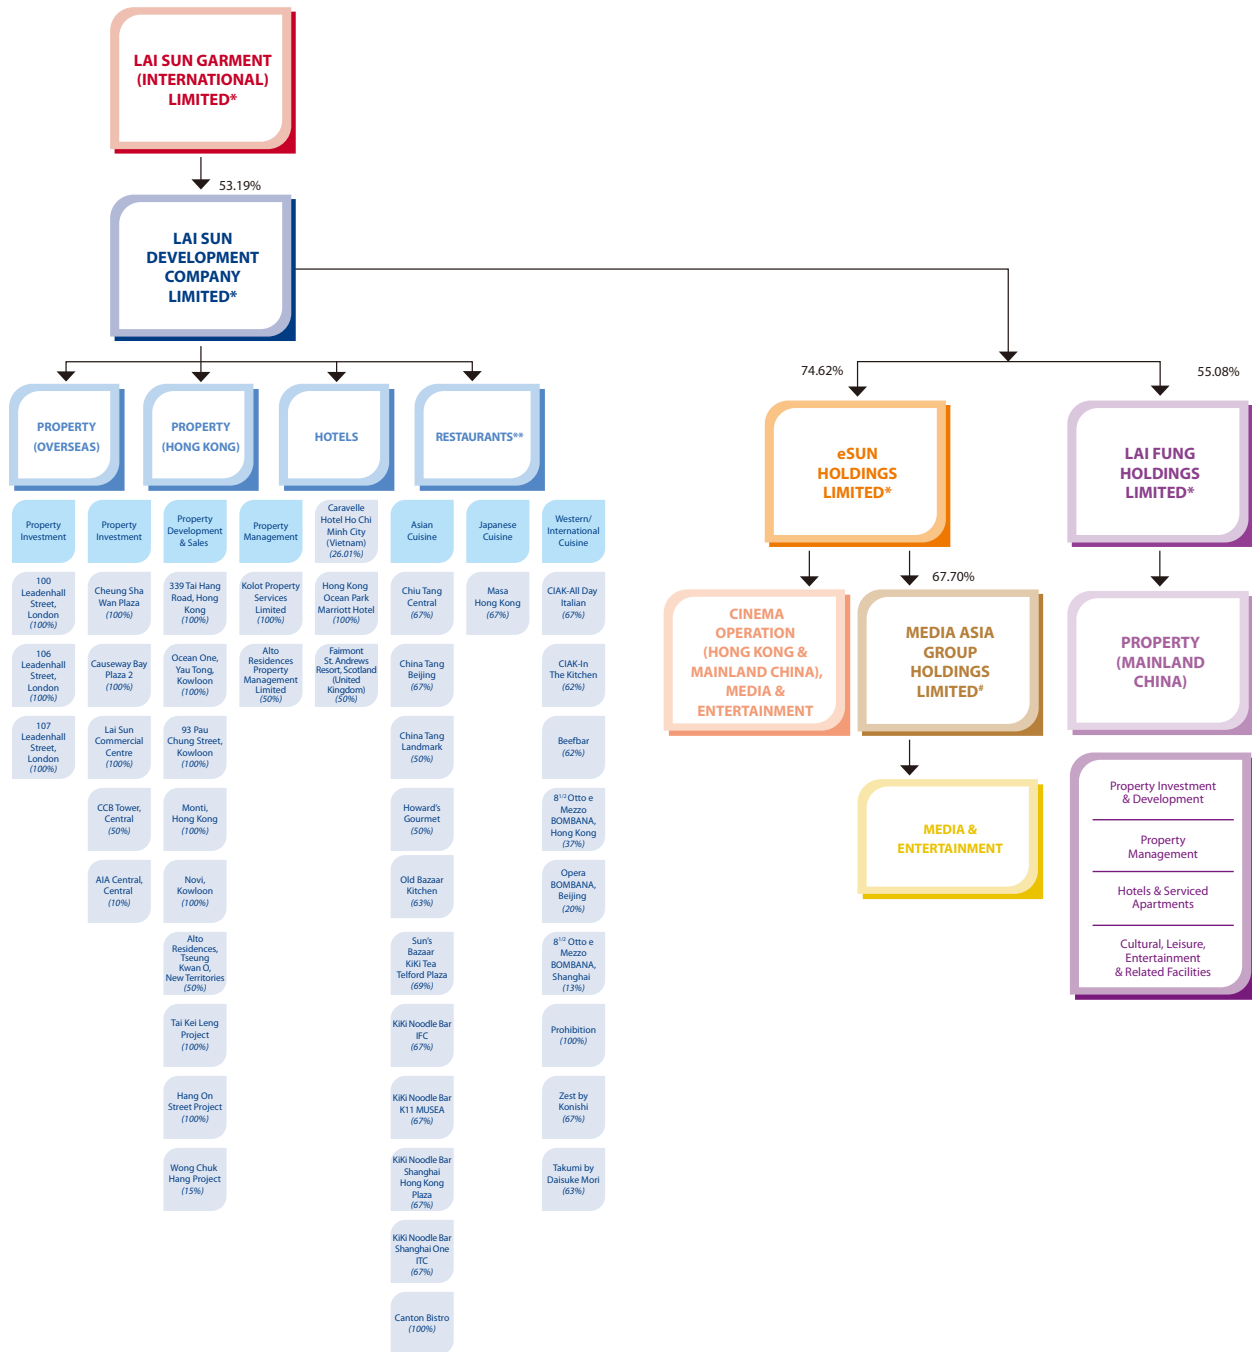 LAI SUN GARMENT
(INTERNATIONAL)
LIMITED*
53.19%
LAI SUN
DEVELOPMENT
COMPANY
LIMITED*
74.62%
55.08%
PROPERTY
(OVERSEAS)
PROPERTY
(HONG KONG)
HOTELS
RESTAURANTS**
eSUN
HOLDINGS
LIMITED*
LAI FUNG
HOLDINGS
LIMITED*
Property
Investment
100
Leadenhall
Street,
London
(100%)
106
Leadenhall
Street,
London
(100%)
107
Leadenhall
Street,
London
(100%)
Property
Investment
Cheung Sha
Wan Plaza
(100%)
Causeway Bay
Plaza 2
(100%)
Lai Sun
Commercial
Centre
(100%)
CCB Tower,
Central
(50%)
AIA Central,
Central
(10%)
Property
Development
& Sales
339 Tai Hang
Road, Hong
Kong
(100%)
Ocean One,
Yau Tong,
Kowloon
(100%)
93 Pau
Chung Street,
Kowloon
(100%)
Monti,
Hong Kong
(100%)
Novi,
Kowloon
(100%)
Alto
Residences,
Tseung
Kwan O,
New Territories
(50%)
Tai Kei Leng
Project
(100%)
Hang On
Street Project
(100%)
Wong Chuk
Hang Project
(15%)
Property
Management
Kolot Property
Services
Limited
(100%)
Alto
Residences
Property
Management
Limited
(50%)
Caravelle
Hotel Ho Chi
Minh City
(Vietnam)
(26.01%)
Hong Kong
Ocean Park
Marriott Hotel
(100%)
Fairmont
St. Andrews
Resort, Scotland
(United
Kingdom)
(50%)
Asian
Cuisine
Chiu Tang
Central
(67%)
China Tang
Beijing
(67%)
China Tang
Landmark
(50%)
Howard's
Gourmet
(50%)
Old Bazaar
Kitchen
(63%)
Sun's
Bazaar
KiKi Tea
Telford Plaza
(69%)
KiKi Noodle Bar
IFC
(67%)
KiKi Noodle Bar
K11 MUSEA
(67%)
KiKi Noodle Bar
Shanghai
Hong Kong
Plaza
(67%)
KiKi Noodle Bar
Shanghai One
ITC
(67%)
Canton Bistro
(100%)
Japanese
Cuisine
Masa
Hong Kong
(67%)
Western/
International
Cuisine
CIAK-All Day
Italian
(67%)
CIAK-In
The Kitchen
(62%)
Beefbar
(62%)
8¹/² Otto e
Mezzo
BOMBANA,
Hong Kong
(37%)
Opera
BOMBANA,
Beijing
(20%)
8¹/² Otto e
Mezzo
BOMBANA,
Shanghai
(13%)
Prohibition
(100%)
Zest by
Konishi
(67%)
Takumi by
Daisuke Mori
(63%)
67.70%
CINEMA
OPERATION
(HONG KONG &
MAINLAND CHINA),
MEDIA &
ENTERTAINMENT
MEDIA ASIA
GROUP
HOLDINGS
LIMITED#
MEDIA &
ENTERTAINMENT
PROPERTY
(MAINLAND
CHINA)
Property Investment
& Development
Property
Management
Hotels & Serviced
Apartments
Cultural, Leisure,
Entertainment
& Related Facilities